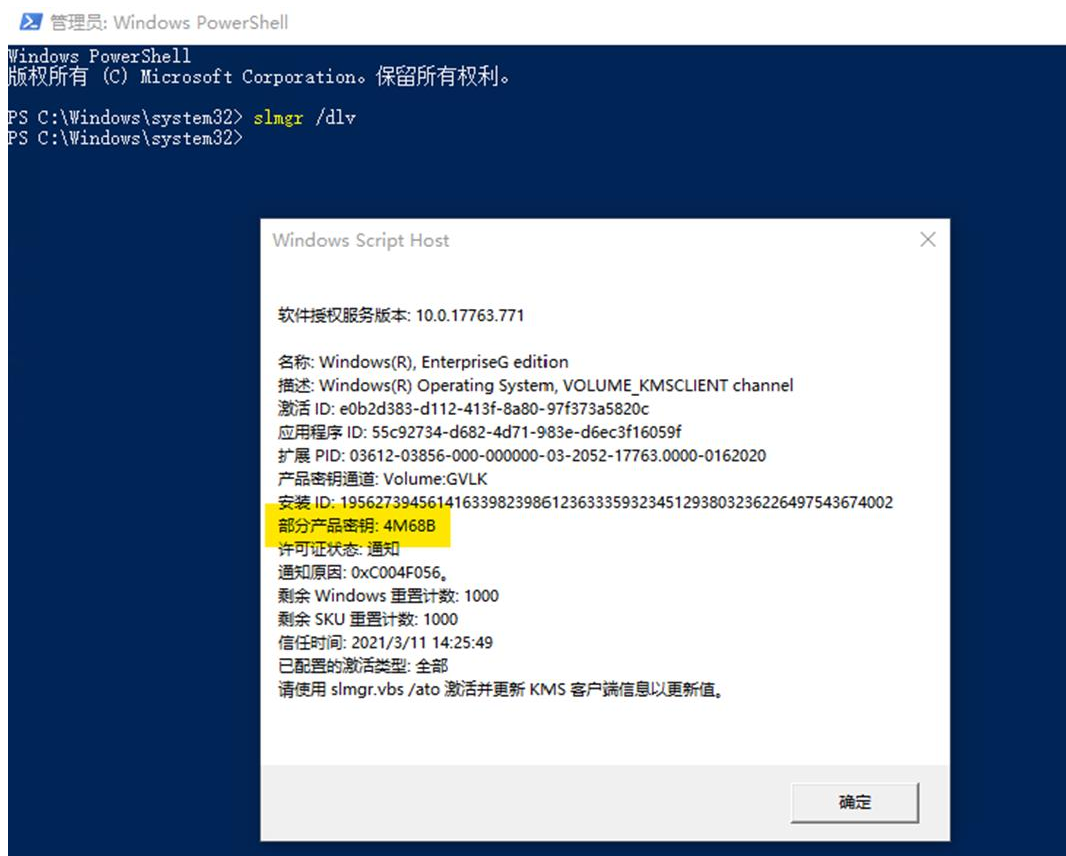 管理员: Windows PowerShell
Windows PowerShell
版权所有 (C) Microsoft Corporation。保留所有权利。
PS C:\Windows\system32> slmgr /dlv
PS C:\Windows\system32>
Windows Script Host
软件授权服务版本: 10.0.17763.771
名称: Windows(R), EnterpriseG edition
描述: Windows(R) Operating System, VOLUME_KMSCLIENT channel
激活 ID: e0b2d383-d112-413f-8a80-97f373a5820c
应用程序 ID: 55c92734-d682-4d71-983e-d6ec3f16059f
扩展 PID: 03612-03856-000-000000-03-2052-17763.0000-0162020
产品密钥通道: Volume:GVLK
安装 ID: 195627394561416339823986123633359323451293803236226497543674002
部分产品密钥: 4M68B
许可证状态: 通知
通知原因: 0xC004F056。
剩余 Windows 重置计数: 1000
剩余 SKU 重置计数: 1000
信任时间: 2021/3/11 14:25:49
已配置的激活类型: 全部
请使用 slmgr.vbs /ato 激活并更新 KMS 客户端信息以更新值。
确定